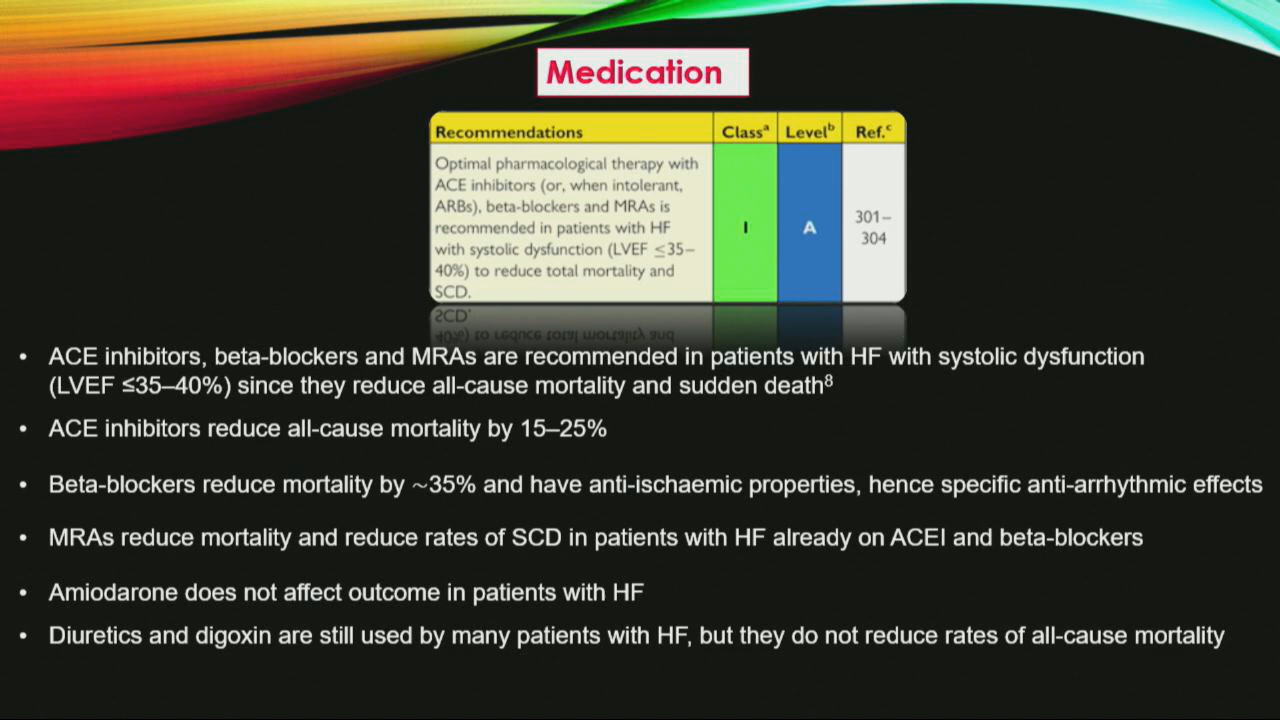 Medication
Recommendations Classᵃ Levelᵇ Ref.ᶜ
Optimal pharmacological therapy with
ACE inhibitors (or, when intolerant,
ARBs), beta-blockers and MRAs is
recommended in patients with HF
with systolic dysfunction (LVEF ≤35–
40%) to reduce total mortality and
SCD.
I
A
301–
304
• ACE inhibitors, beta-blockers and MRAs are recommended in patients with HF with systolic dysfunction
(LVEF ≤35–40%) since they reduce all-cause mortality and sudden death⁸
• ACE inhibitors reduce all-cause mortality by 15–25%
• Beta-blockers reduce mortality by ~35% and have anti-ischaemic properties, hence specific anti-arrhythmic effects
• MRAs reduce mortality and reduce rates of SCD in patients with HF already on ACEI and beta-blockers
• Amiodarone does not affect outcome in patients with HF
• Diuretics and digoxin are still used by many patients with HF, but they do not reduce rates of all-cause mortality